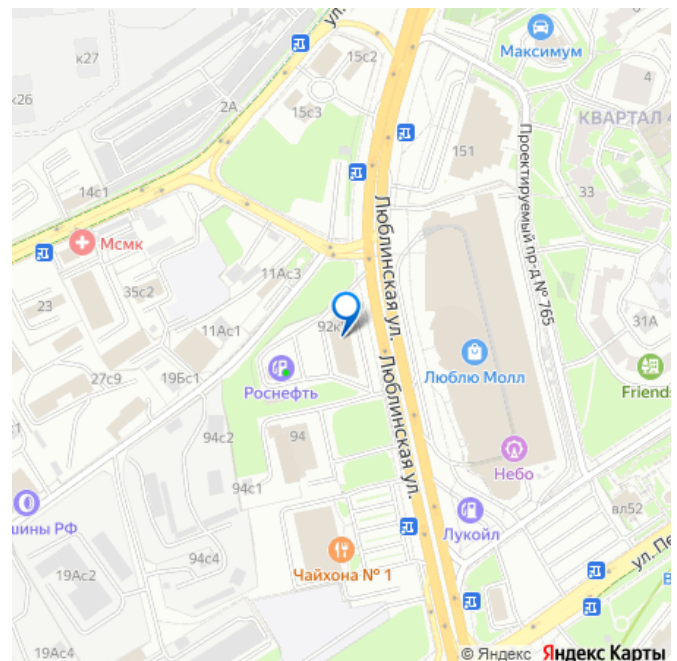 к27
ул.
15с2
Максимум
к26
2А
4
15с3
КВАРТАЛ 4
151
Проектируемый пр-д № 765
14с1
33
Мсмк
Люблинская ул.
11Ас3
35с2
23
92к
31А
11Ас1
Люблинская ул.
Люблю Молл
27с9
19Бс1
Роснефть
Friends
94с2
94
Небо
94с1
шины РФ
Лукойл
вл52
94с4
Чайхона № 1
ул. Пе
19Ас2
В
19Ас4
© Яндекс Яндекс Карты